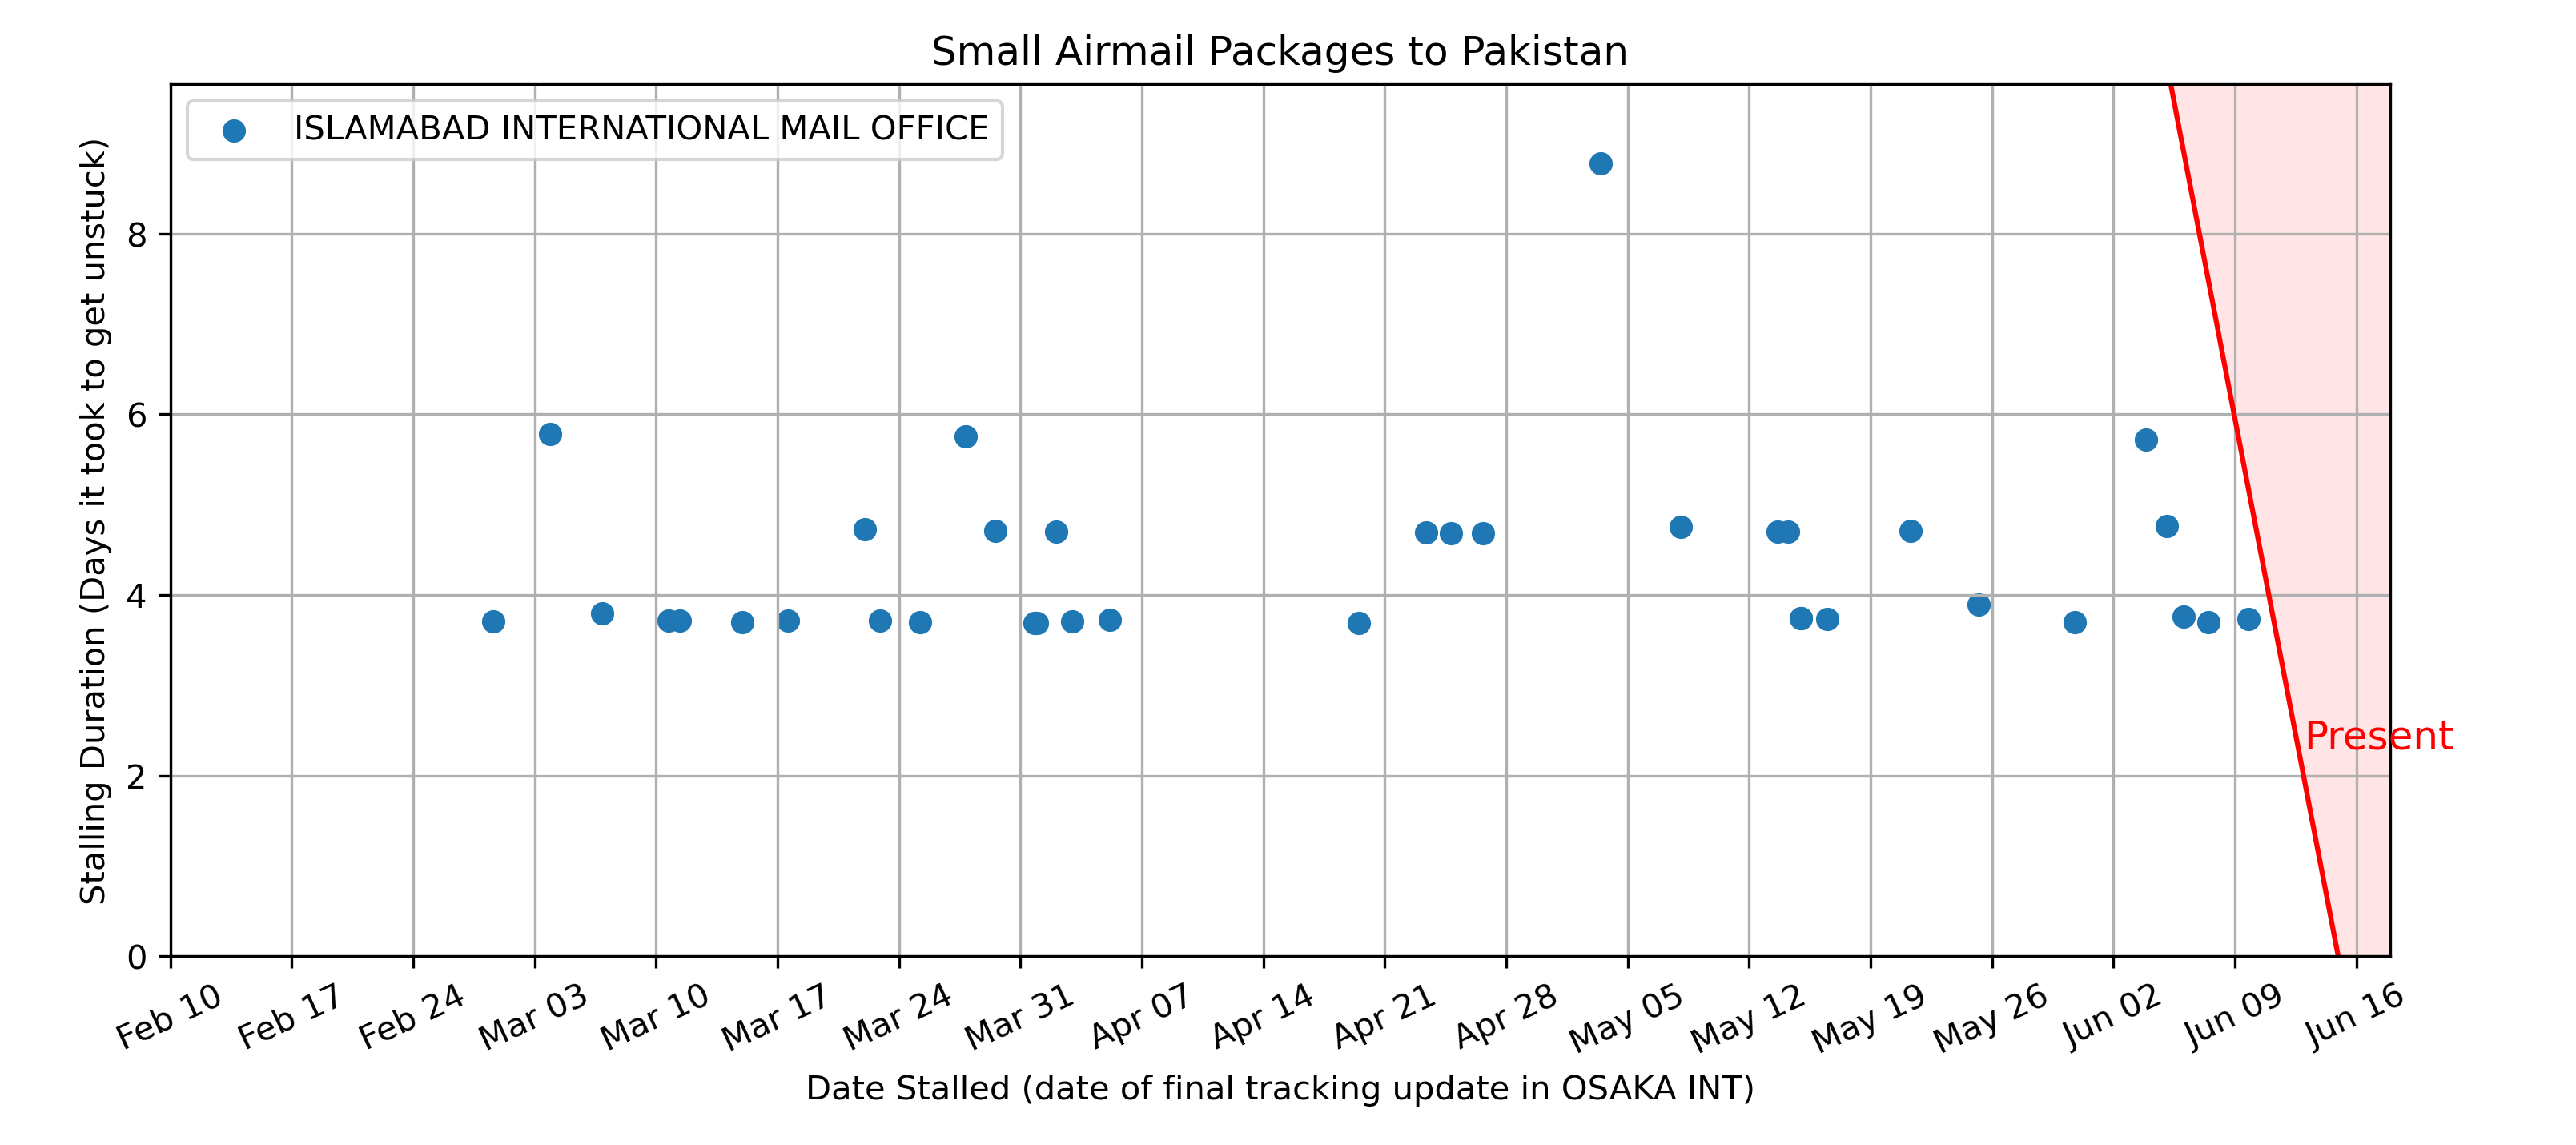 Small Airmail Packages to Pakistan
ISLAMABAD INTERNATIONAL MAIL OFFICE
Stalling Duration (Days it took to get unstuck)
8
6
4
2
0
Present
Feb 10 Feb 17 Feb 24 Mar 03 Mar 10 Mar 17 Mar 24 Mar 31 Apr 07 Apr 14 Apr 21 Apr 28 May 05 May 12 May 19 May 26 Jun 02 Jun 09 Jun 16
Date Stalled (date of final tracking update in OSAKA INT)